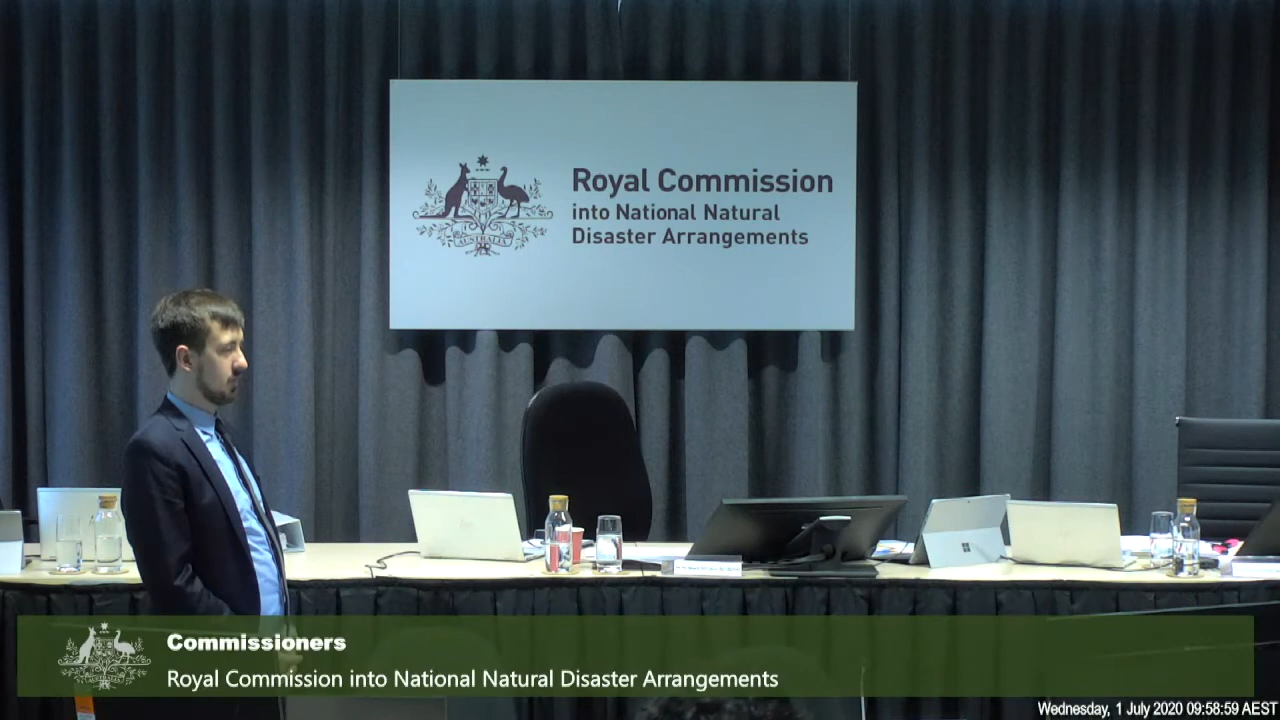 Royal Commission
into National Natural
Disaster Arrangements
AUSTRALIA
Commissioners
Royal Commission into National Natural Disaster Arrangements
Wednesday, 1 July 2020 09:58:59 AEST